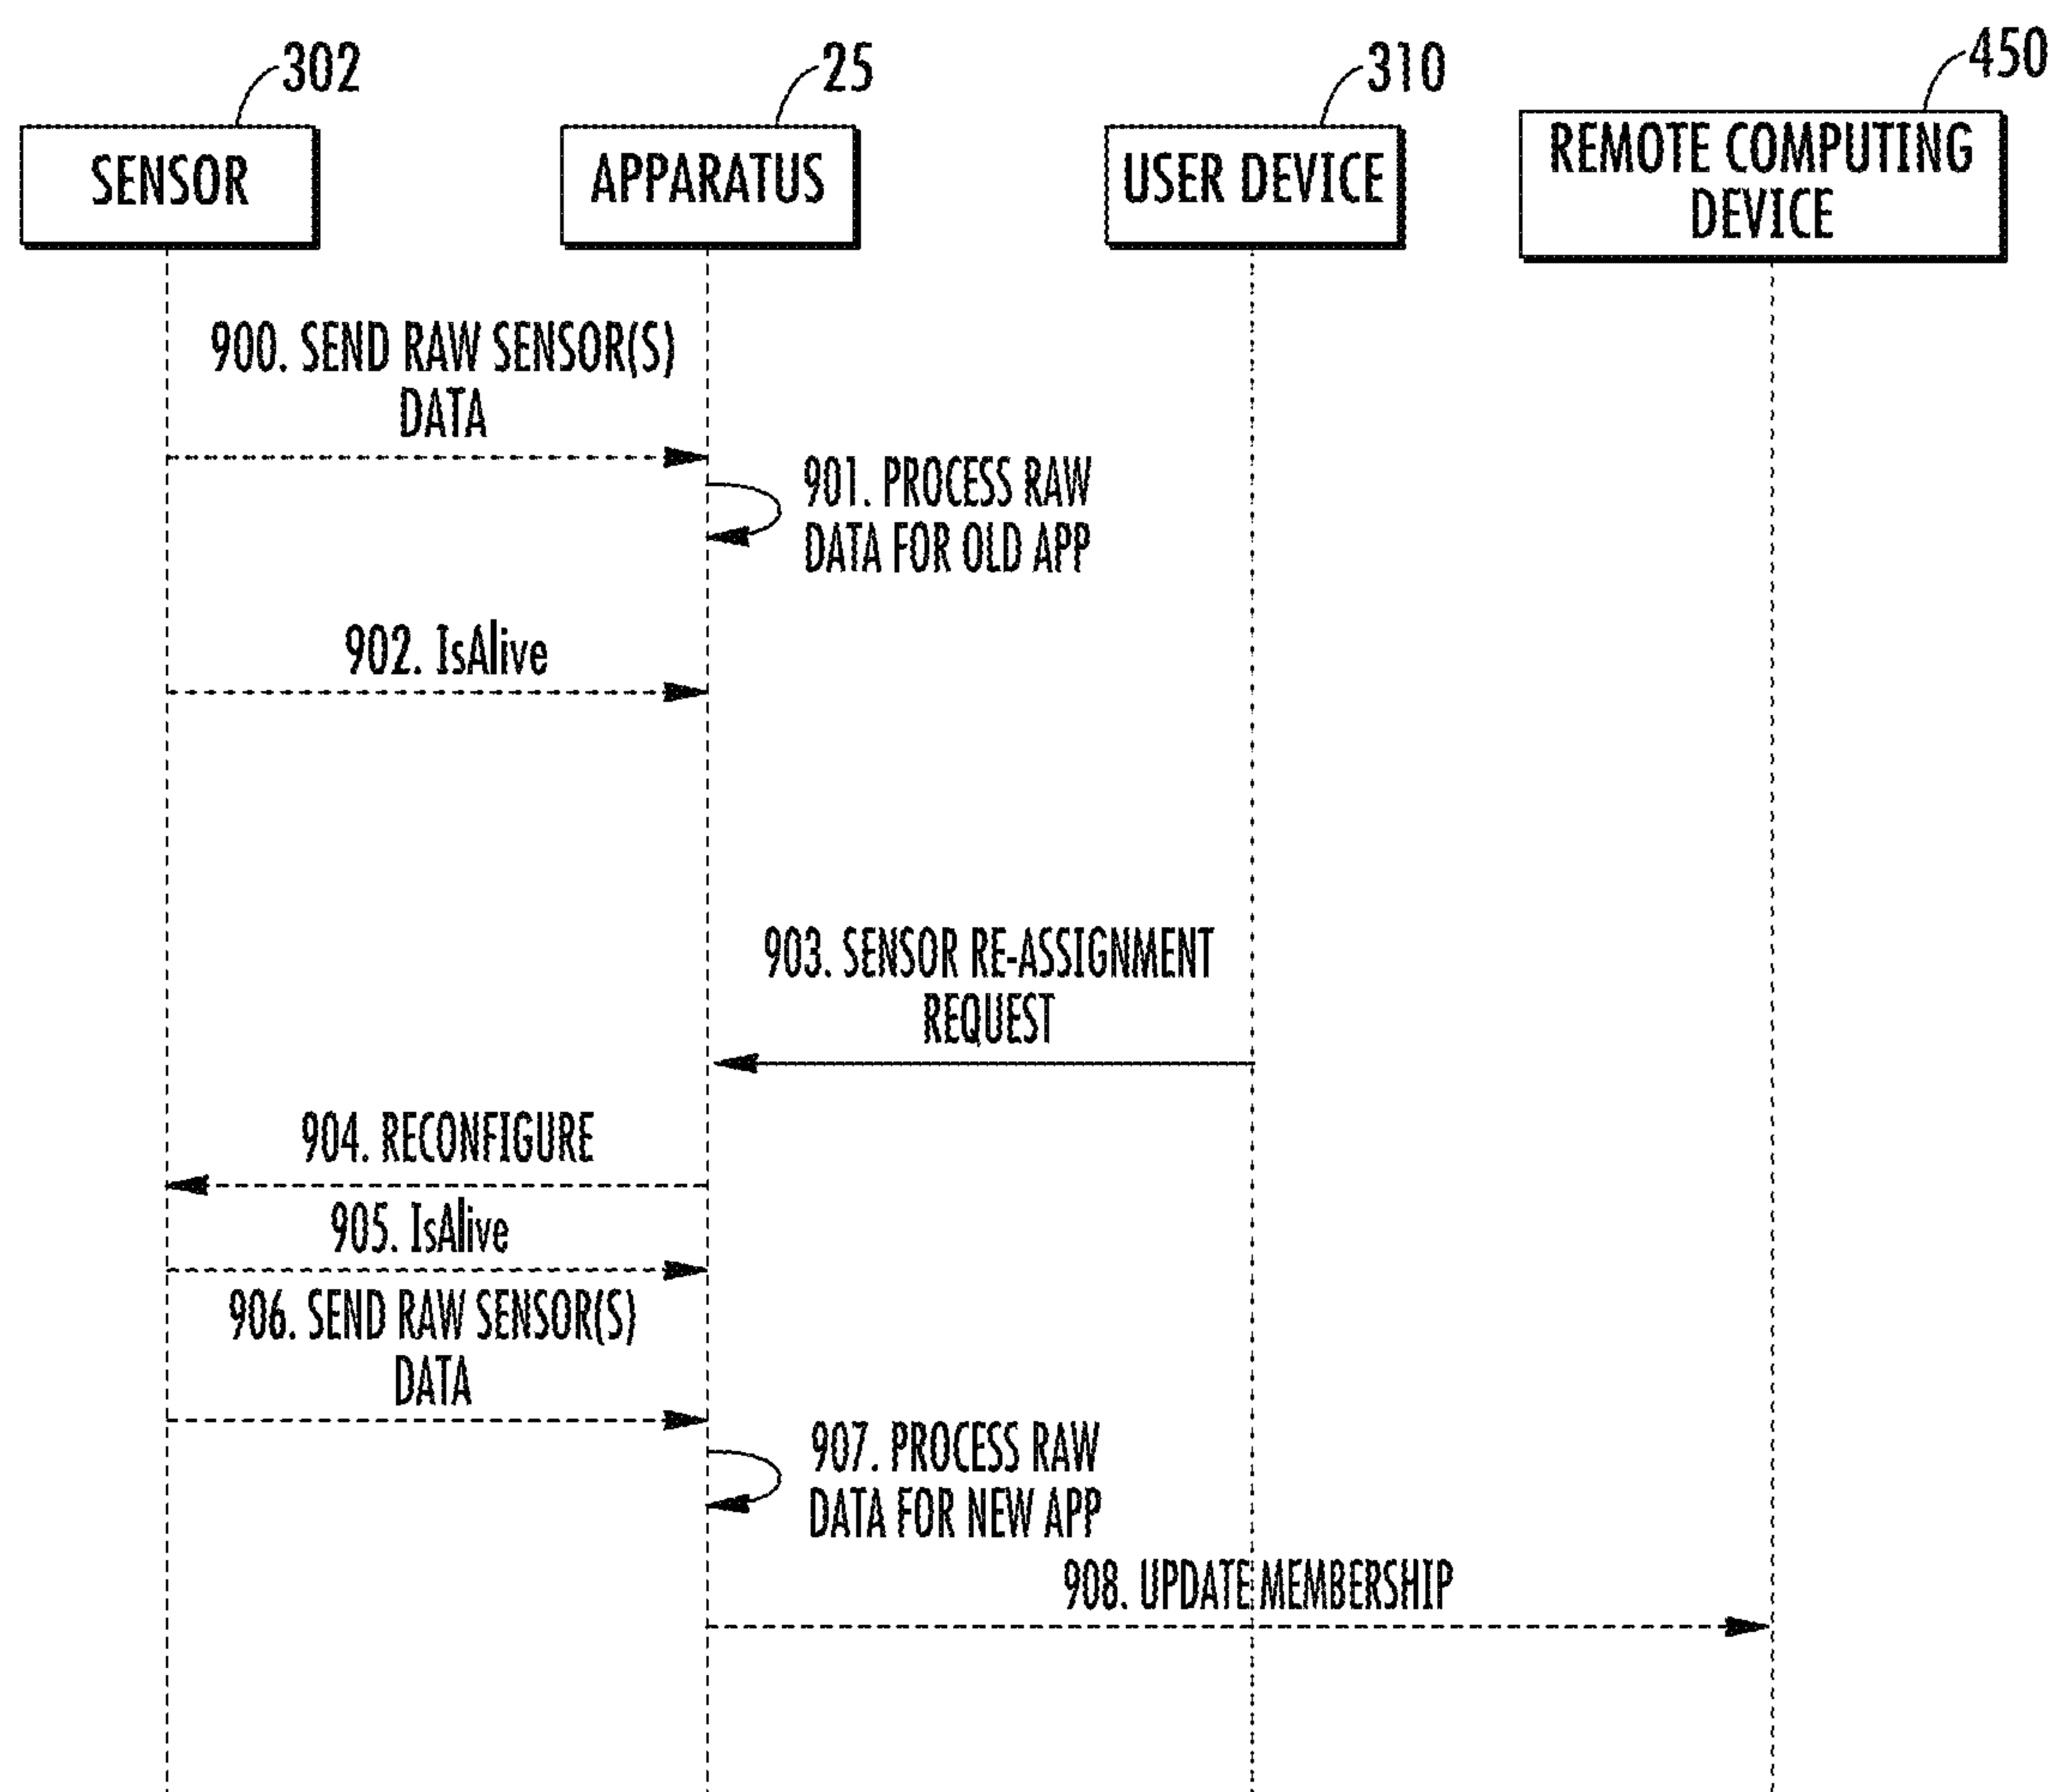 302
25
310
450
SENSOR
APPARATUS
USER DEVICE
REMOTE COMPUTING
DEVICE
900. SEND RAW SENSOR(S)
DATA
901. PROCESS RAW
DATA FOR OLD APP
902. IsAlive
903. SENSOR RE-ASSIGNMENT
REQUEST
904. RECONFIGURE
905. IsAlive
906. SEND RAW SENSOR(S)
DATA
907. PROCESS RAW
DATA FOR NEW APP
908. UPDATE MEMBERSHIP